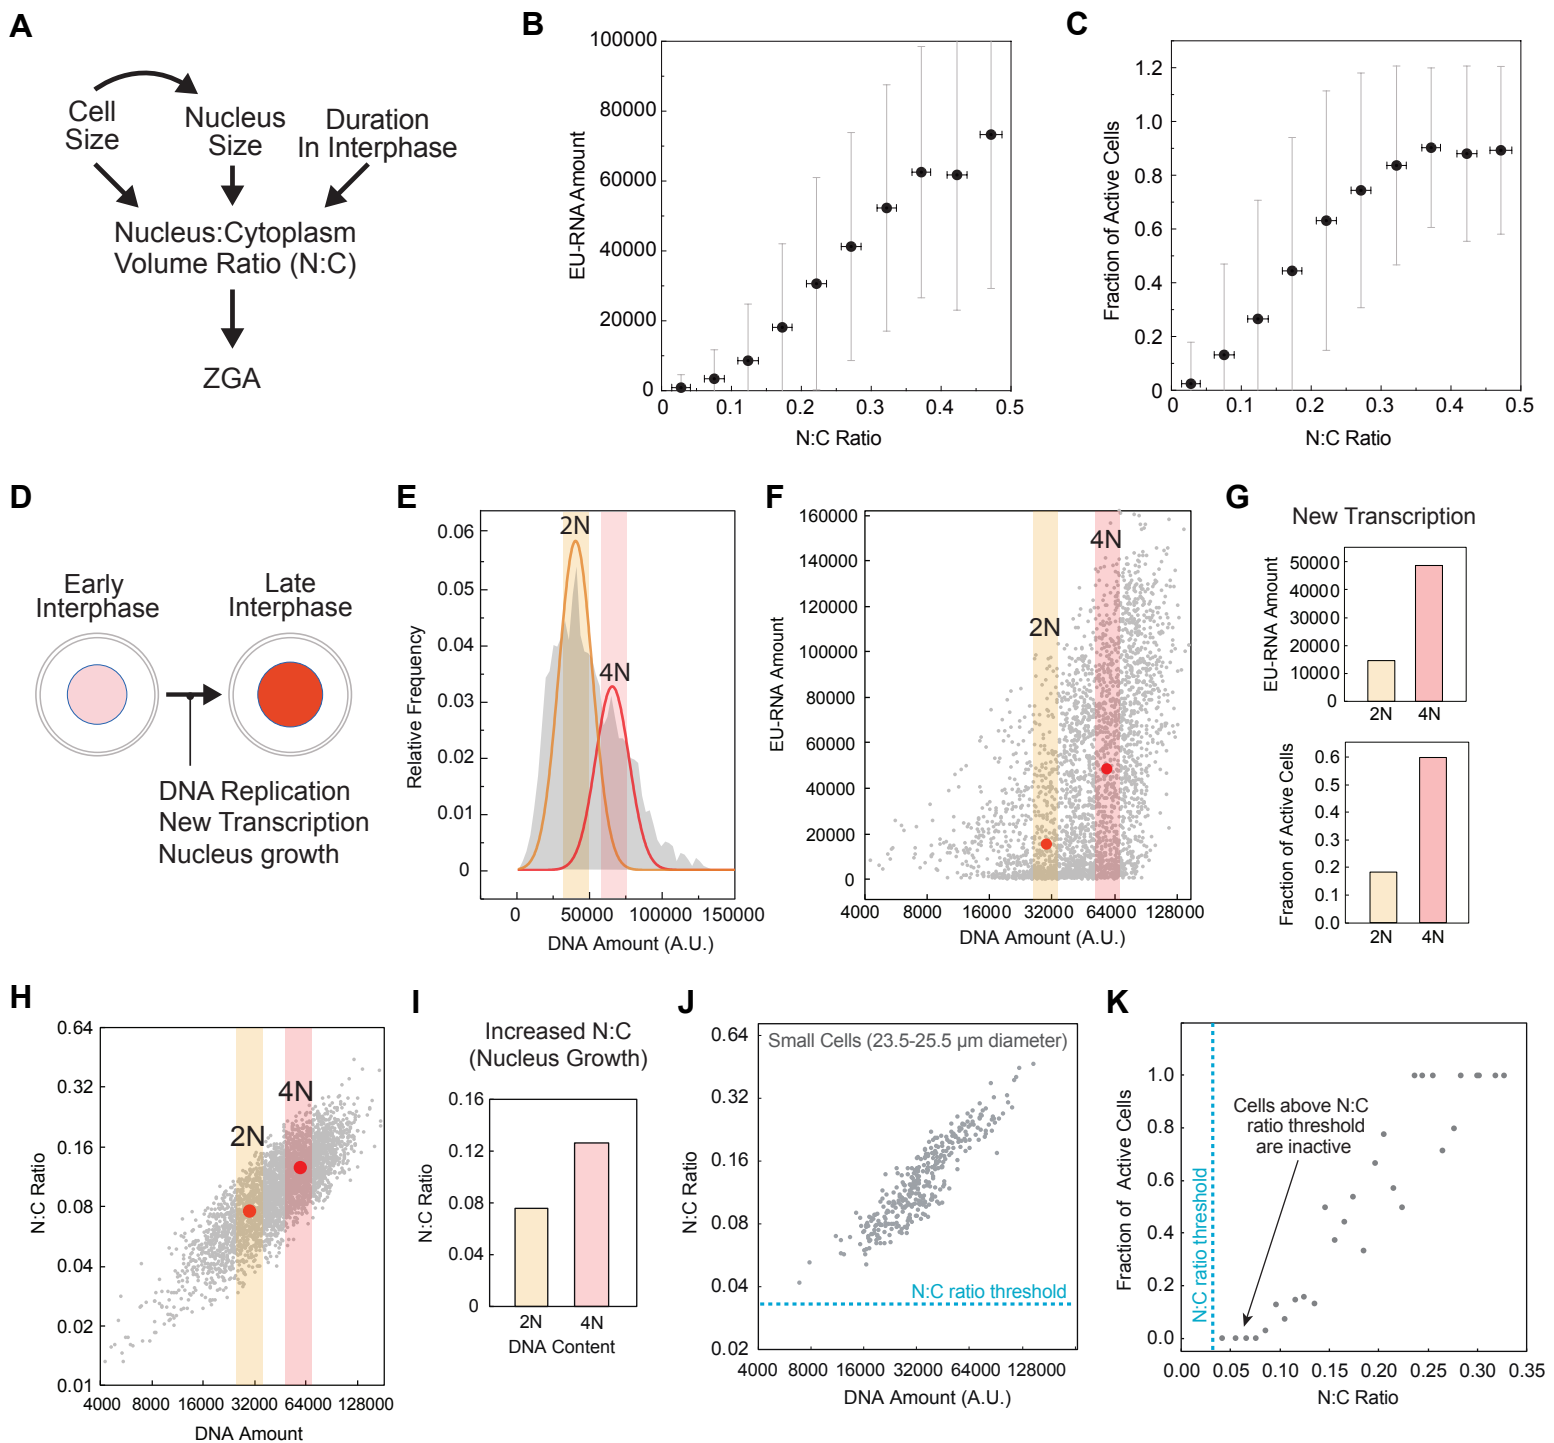 A
Cell
Size
Nucleus
Size
Duration
In Interphase
Nucleus:Cytoplasm
Volume Ratio (N:C)
ZGA
B
100000
80000
60000
40000
20000
0
EU-RNA Amount
0
0.1
0.2
0.3
0.4
0.5
N:C Ratio
C
1.2
1.0
0.8
0.6
0.4
0.2
0
Fraction of Active Cells
0
0.1
0.2
0.3
0.4
0.5
N:C Ratio
D
Early
Interphase
Late
Interphase
DNA Replication
New Transcription
Nucleus growth
E
0.06
0.05
0.04
0.03
0.02
0.01
0
Relative Frequency
2N
4N
0
50000
100000
150000
DNA Amount (A.U.)
F
160000
140000
120000
100000
80000
60000
40000
20000
0
EU-RNA Amount
2N
4N
4000
8000
16000
32000
64000
128000
DNA Amount (A.U.)
G
New Transcription
50000
40000
30000
20000
10000
0
EU-RNA Amount
2N
4N
0.6
0.5
0.4
0.3
0.2
0.1
0.0
Fraction of Active Cells
2N
4N
H
0.64
0.32
0.16
0.08
0.04
0.02
0.01
N:C Ratio
2N
4N
4000
8000
16000
32000
64000
128000
DNA Amount
I
Increased N:C
(Nucleus Growth)
0.16
0.12
0.08
0.04
0
N:C Ratio
2N
4N
DNA Content
J
0.64
0.32
0.16
0.08
0.04
0.02
N:C Ratio
Small Cells (23.5-25.5 µm diameter)
N:C ratio threshold
4000
8000
16000
32000
64000
128000
DNA Amount (A.U.)
K
1.0
0.8
0.6
0.4
0.2
0.0
Fraction of Active Cells
N:C ratio threshold
Cells above N:C
ratio threshold
are inactive
0.00
0.05
0.10
0.15
0.20
0.25
0.30
0.35
N:C Ratio